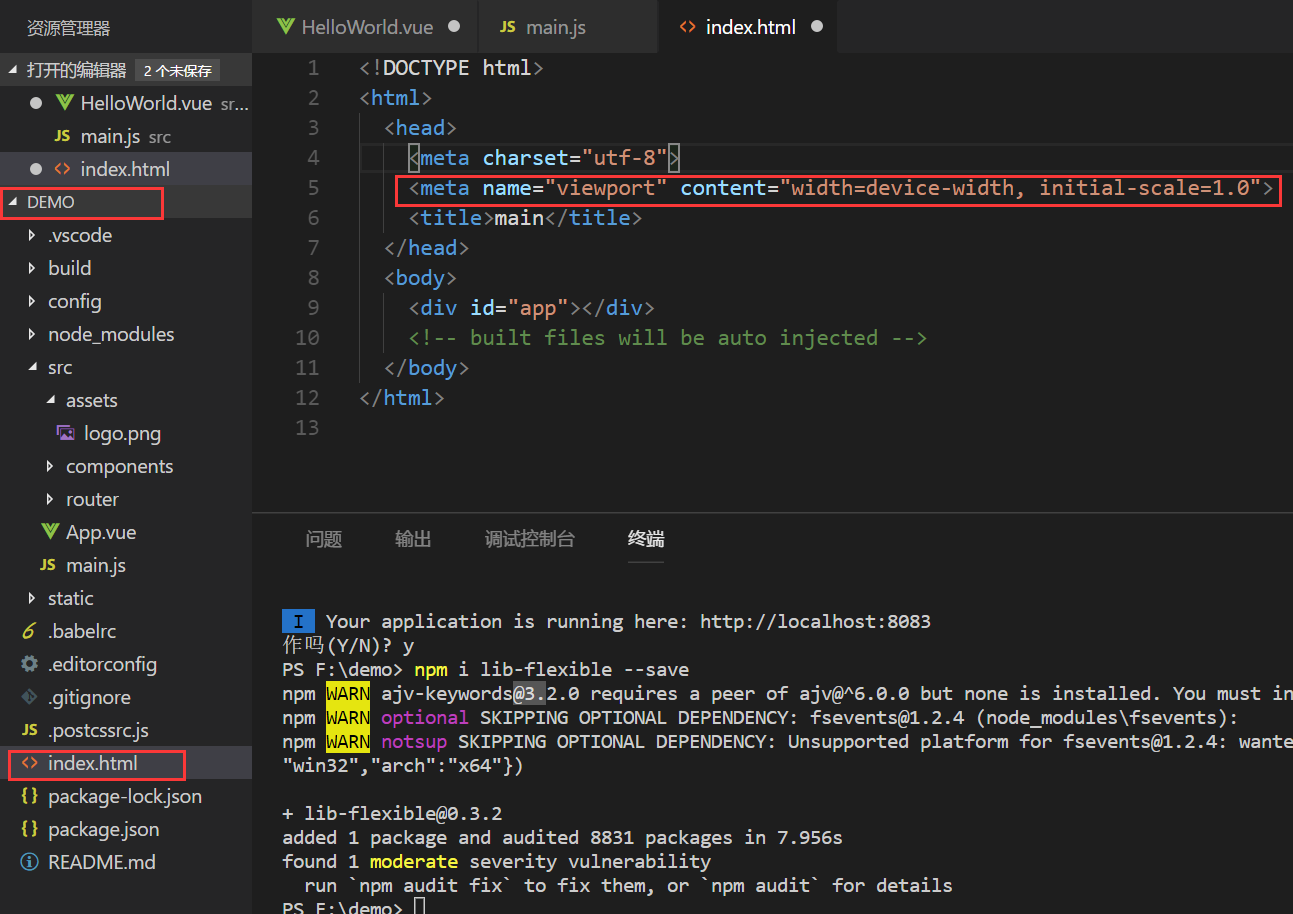 资源管理器
打开的编辑器 2 个未保存
HelloWorld.vue sr...
JS main.js src
<> index.html
DEMO
.vscode
build
config
node_modules
src
assets
logo.png
components
router
App.vue
JS main.js
static
.babelrc
.editorconfig
.gitignore
JS .postcssrc.js
<> index.html
{} package-lock.json
{} package.json
README.md
HelloWorld.vue JS main.js <> index.html
1 <!DOCTYPE html>
2 <html>
3 <head>
4 <meta charset="utf-8">
5 <meta name="viewport" content="width=device-width, initial-scale=1.0">
6 <title>main</title>
7 </head>
8 <body>
9 <div id="app"></div>
10 <!-- built files will be auto injected -->
11 </body>
12 </html>
13
问题 输出 调试控制台 终端
I Your application is running here: http://localhost:8083
作吗(Y/N)? y
PS F:\demo> npm i lib-flexible --save
npm WARN ajv-keywords@3.2.0 requires a peer of ajv@^6.0.0 but none is installed. You must in
npm WARN optional SKIPPING OPTIONAL DEPENDENCY: fsevents@1.2.4 (node_modules\fsevents):
npm WARN notsup SKIPPING OPTIONAL DEPENDENCY: Unsupported platform for fsevents@1.2.4: wante
"win32","arch":"x64"})
+ lib-flexible@0.3.2
added 1 package and audited 8831 packages in 7.956s
found 1 moderate severity vulnerability
run `npm audit fix` to fix them, or `npm audit` for details
PS F:\demo>